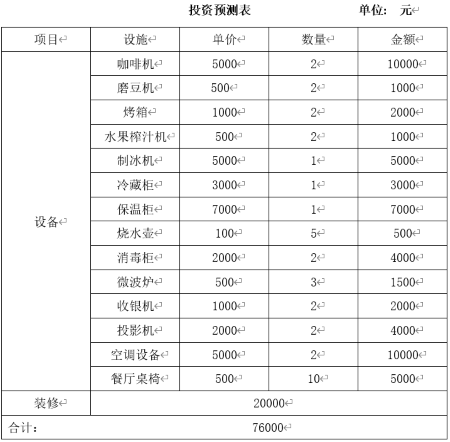 投资预测表 单位： 元
项目 设施 单价 数量 金额
设备
咖啡机 5000 2 10000
磨豆机 500 2 1000
烤箱 1000 2 2000
水果榨汁机 500 2 1000
制冰机 5000 1 5000
冷藏柜 3000 1 3000
保温柜 7000 1 7000
烧水壶 100 5 500
消毒柜 2000 2 4000
微波炉 500 3 1500
收银机 1000 2 2000
投影机 2000 2 4000
空调设备 5000 2 10000
餐厅桌椅 500 10 5000
装修 20000
合计： 76000